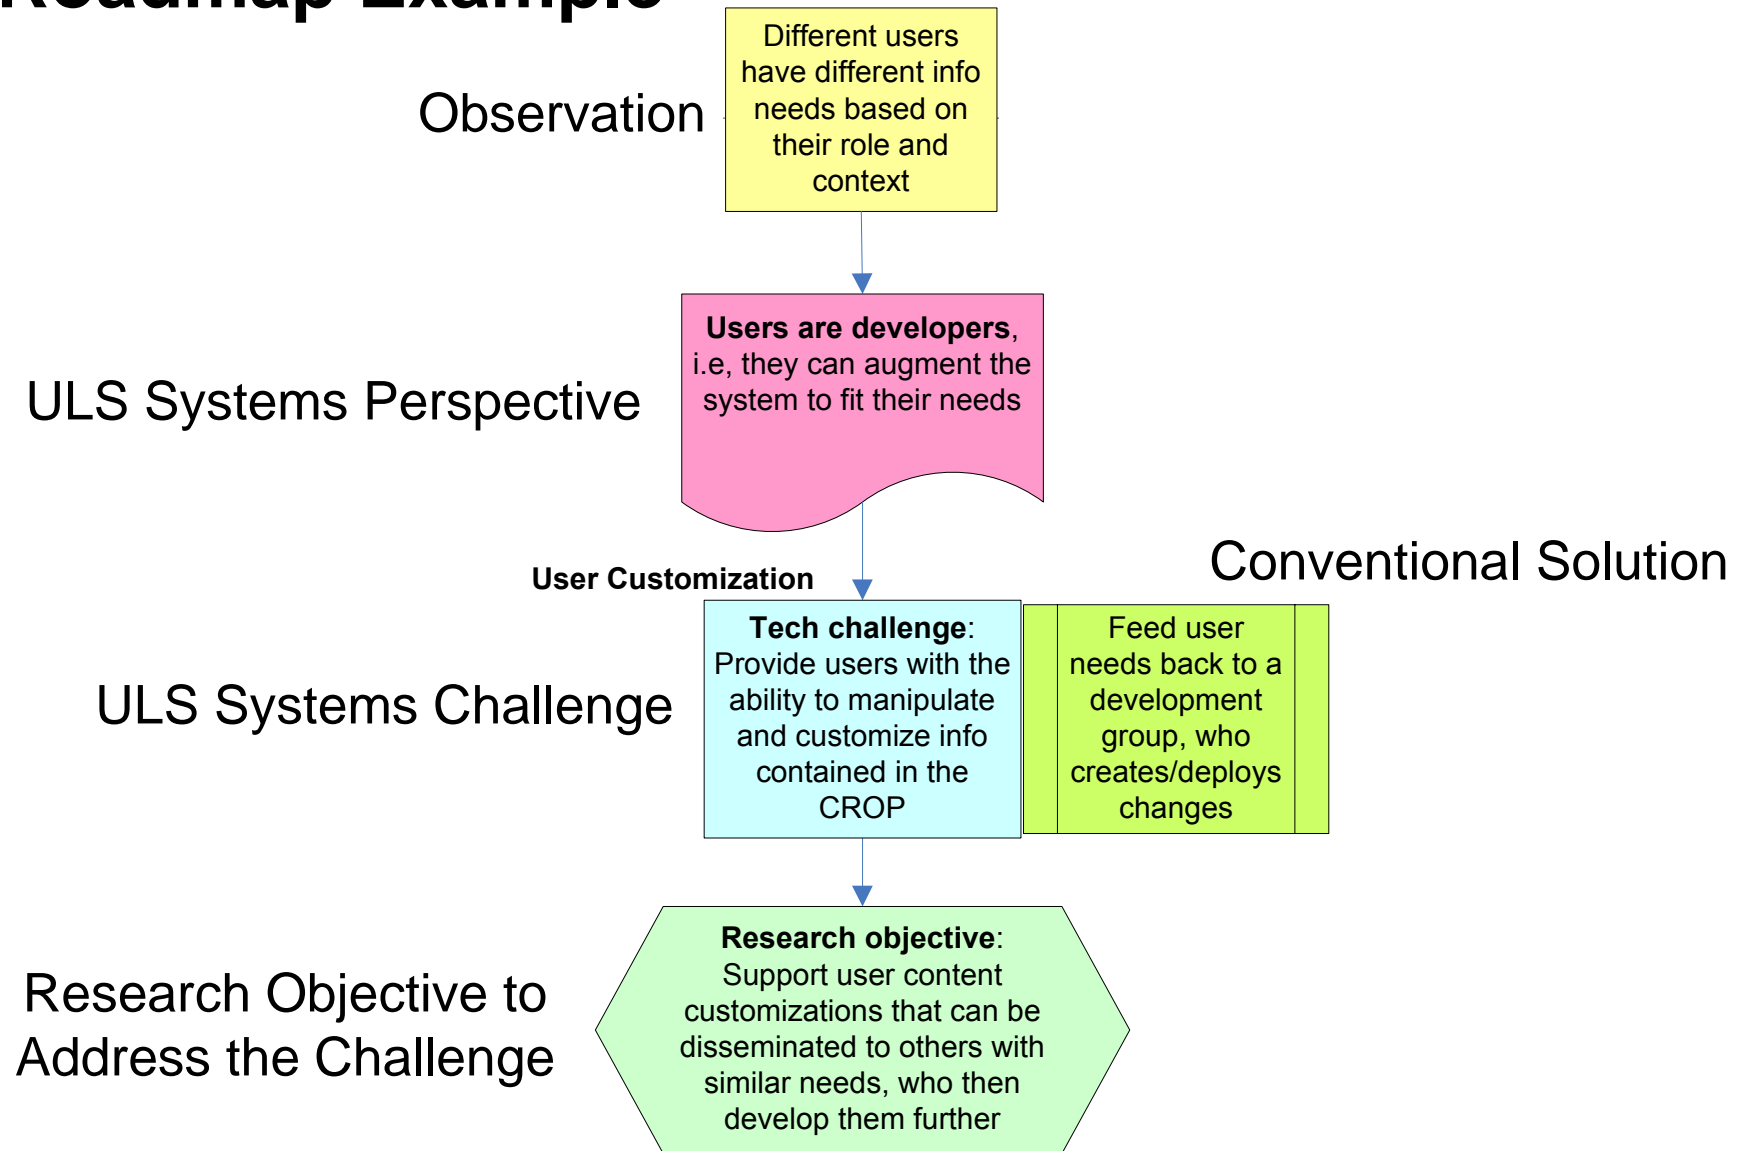 Roadmap Example
Different users
have different info
needs based on
their role and
context
Observation
Users are developers,
i.e, they can augment the
system to fit their needs
ULS Systems Perspective
Conventional Solution
User Customization
Tech challenge:
Provide users with the
ability to manipulate
and customize info
contained in the
CROP
Feed user
needs back to a
development
group, who
creates/deploys
changes
ULS Systems Challenge
Research objective:
Support user content
customizations that can be
disseminated to others with
similar needs, who then
develop them further
Research Objective to
Address the Challenge